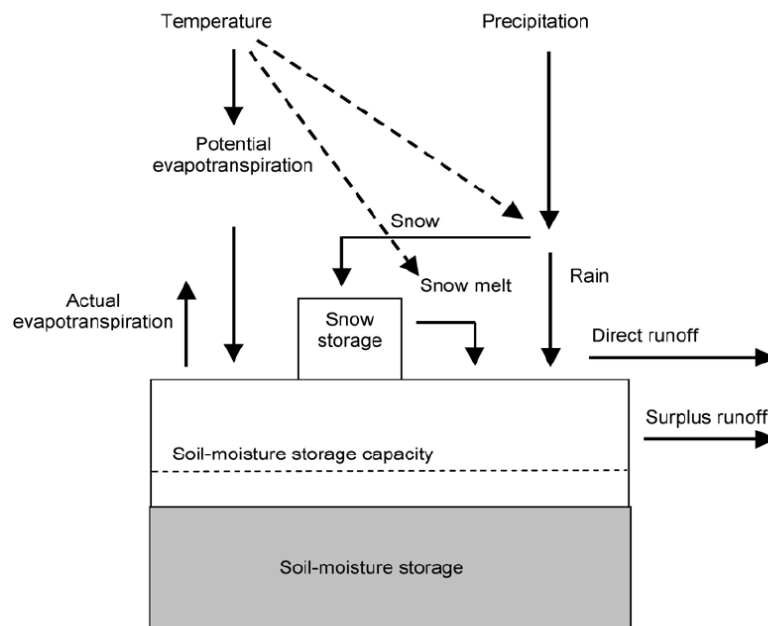 Temperature
Precipitation
Potential
evapotranspiration
Snow
Snow melt
Rain
Actual
evapotranspiration
Snow
storage
Direct runoff
Surplus runoff
Soil-moisture storage capacity
Soil-moisture storage